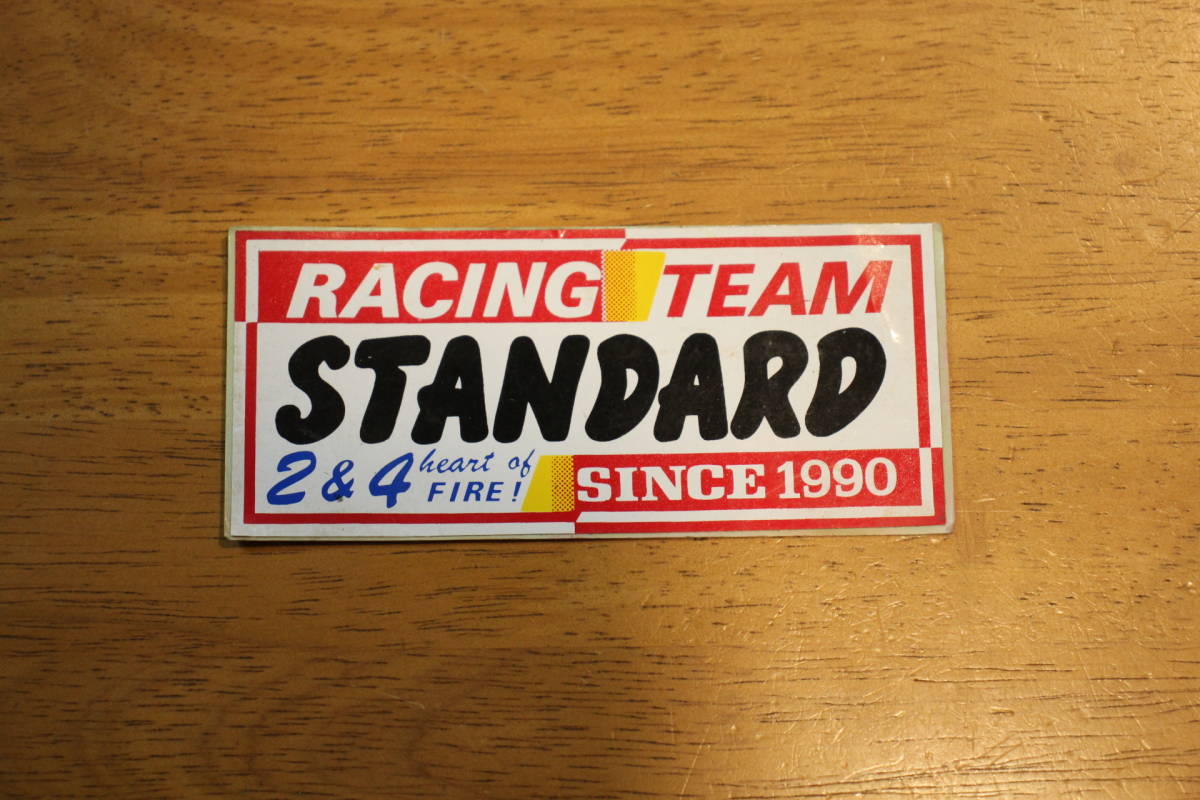 RACING TEAM
STANDARD
2 & 4 heart of FIRE!
SINCE 1990